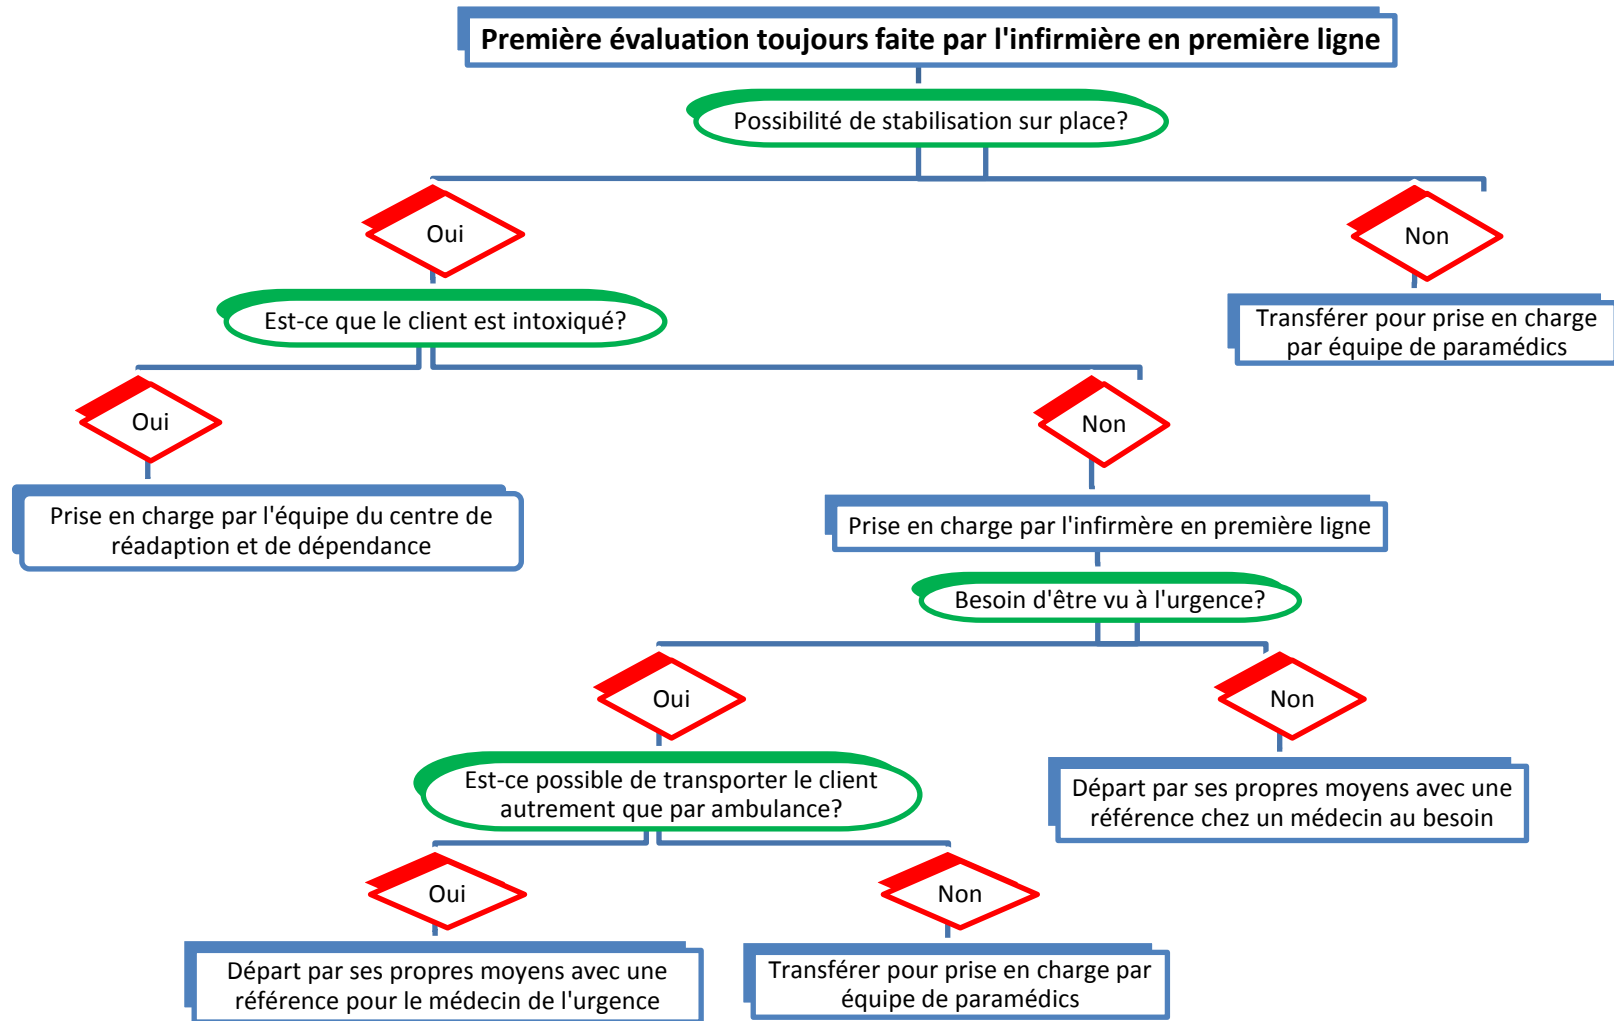 Première évaluation toujours faite par l'infirmière en première ligne
Possibilité de stabilisation sur place?
Oui
Non
Est-ce que le client est intoxiqué?
Transférer pour prise en charge
par équipe de paramédics
Oui
Non
Prise en charge par l'équipe du centre de
réadaption et de dépendance
Prise en charge par l'infirmère en première ligne
Besoin d'être vu à l'urgence?
Oui
Non
Est-ce possible de transporter le client
autrement que par ambulance?
Départ par ses propres moyens avec une
référence chez un médecin au besoin
Oui
Non
Départ par ses propres moyens avec une
référence pour le médecin de l'urgence
Transférer pour prise en charge par
équipe de paramédics